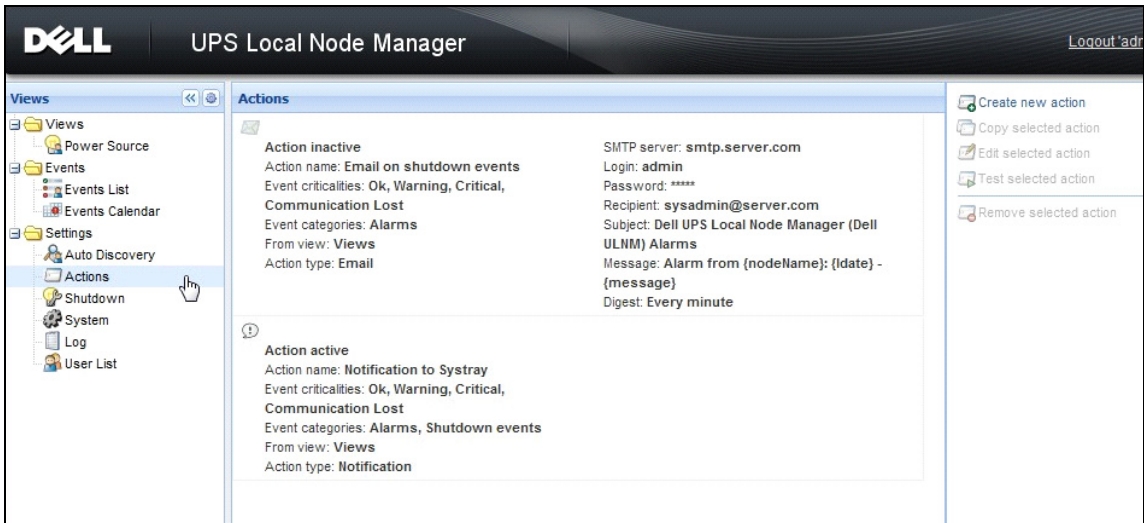 DELL
UPS Local Node Manager
Logout 'adr
Views
Views
Power Source
Events
Events List
Events Calendar
Settings
Auto Discovery
Actions
Shutdown
System
Log
User List
Actions
Action inactive
Action name: Email on shutdown events
Event criticalities: Ok, Warning, Critical,
Communication Lost
Event categories: Alarms
From view: Views
Action type: Email
SMTP server: smtp.server.com
Login: admin
Password: *****
Recipient: sysadmin@server.com
Subject: Dell UPS Local Node Manager (Dell
ULNM) Alarms
Message: Alarm from {nodeName}: {ldate} -
{message}
Digest: Every minute
Action active
Action name: Notification to Systray
Event criticalities: Ok, Warning, Critical,
Communication Lost
Event categories: Alarms, Shutdown events
From view: Views
Action type: Notification
Create new action
Copy selected action
Edit selected action
Test selected action
Remove selected action